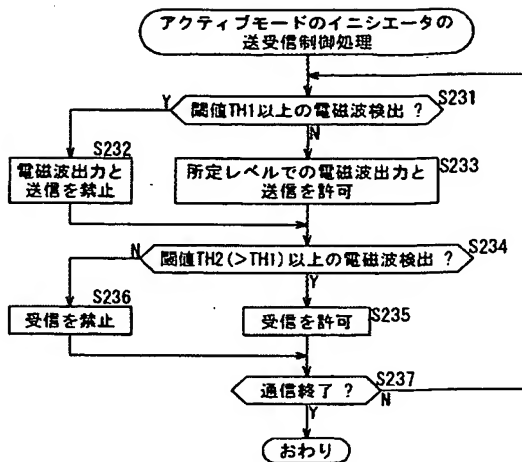 アクティブモードのイニシエータの
送受信制御処理
S231
Y
閾値TH1以上の電磁波検出 ?
N
S232
電磁波出力と
送信を禁止
S233
所定レベルでの電磁波出力と
送信を許可
S234
N
閾値TH2(>TH1)以上の電磁波検出 ?
Y
S236
受信を禁止
S235
受信を許可
S237
通信終了 ?
N
Y
おわり